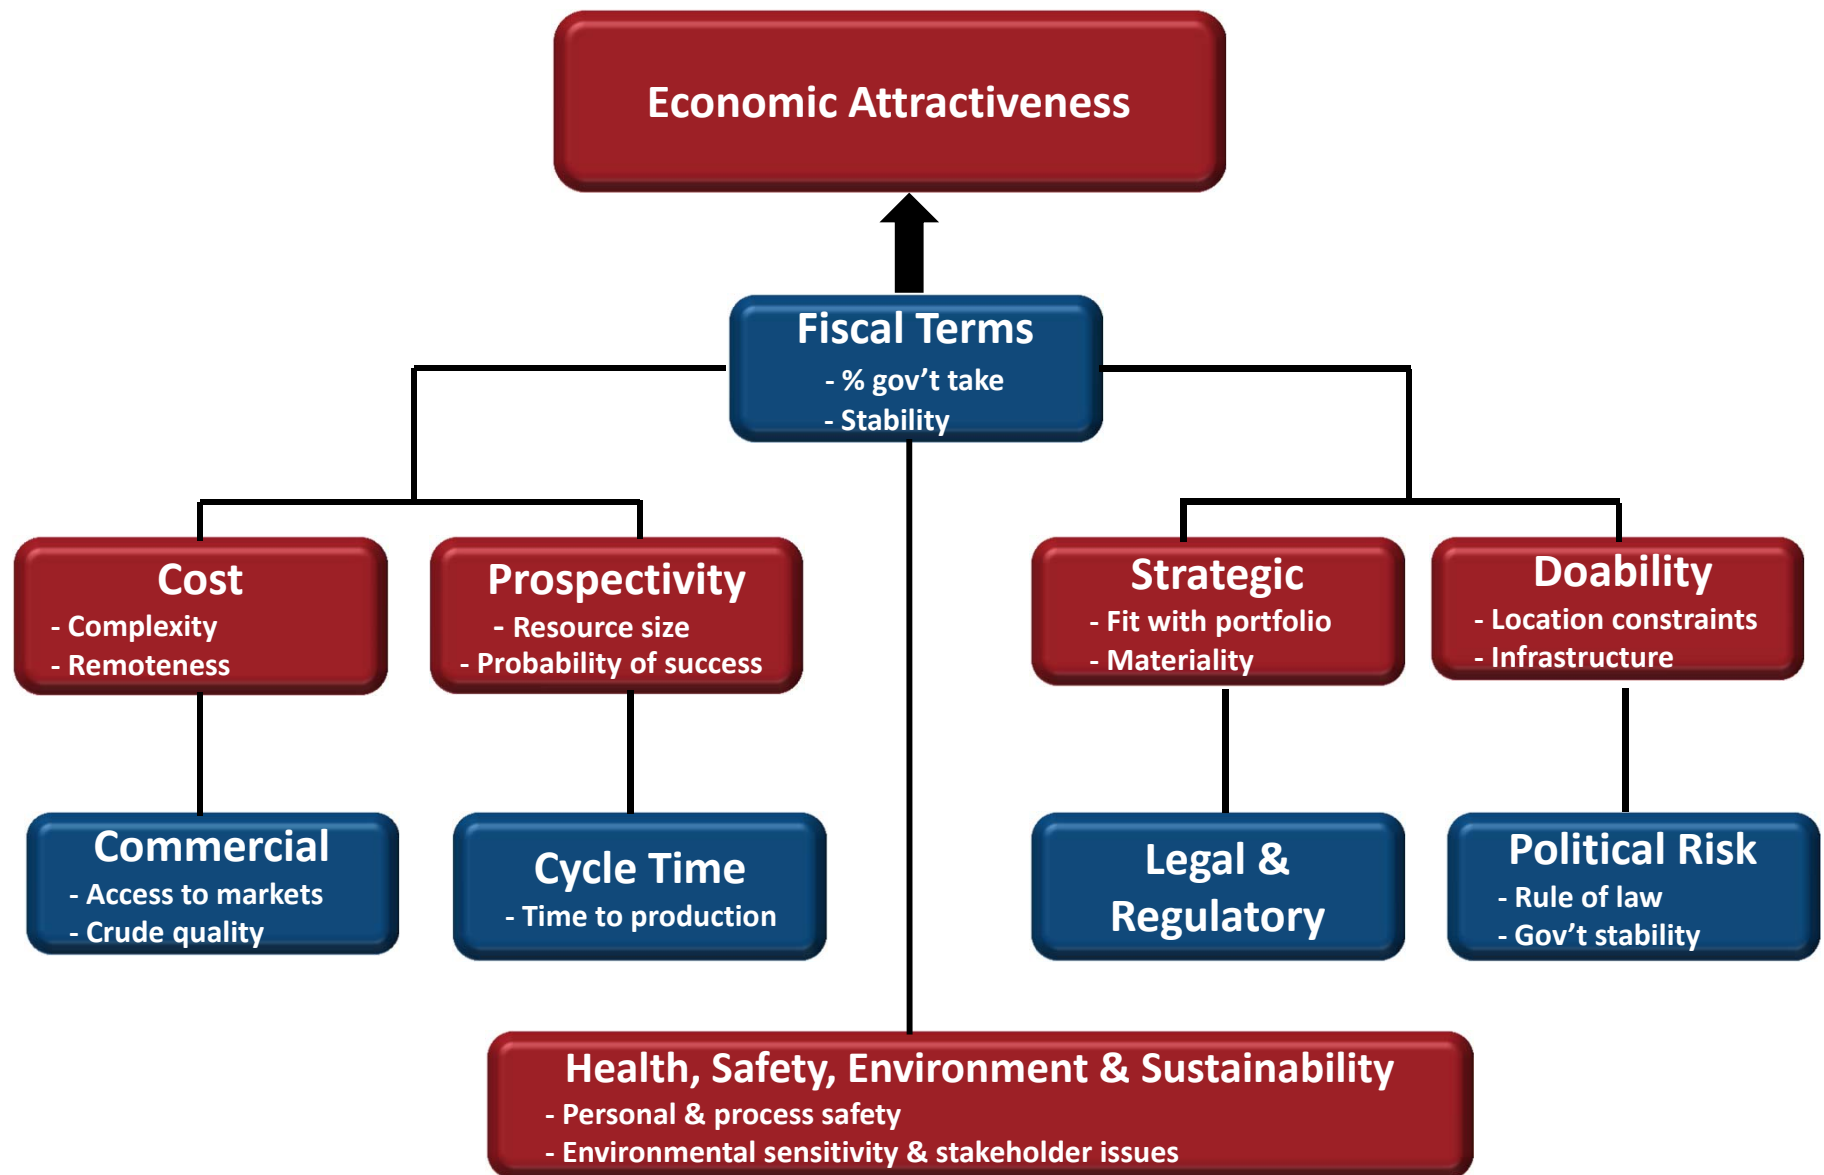 Economic Attractiveness
Fiscal Terms
- % gov’t take
- Stability
Cost
- Complexity
- Remoteness
Prospectivity
- Resource size
- Probability of success
Strategic
- Fit with portfolio
- Materiality
Doability
- Location constraints
- Infrastructure
Commercial
- Access to markets
- Crude quality
Cycle Time
- Time to production
Legal &
Regulatory
Political Risk
- Rule of law
- Gov’t stability
Health, Safety, Environment & Sustainability
- Personal & process safety
- Environmental sensitivity & stakeholder issues